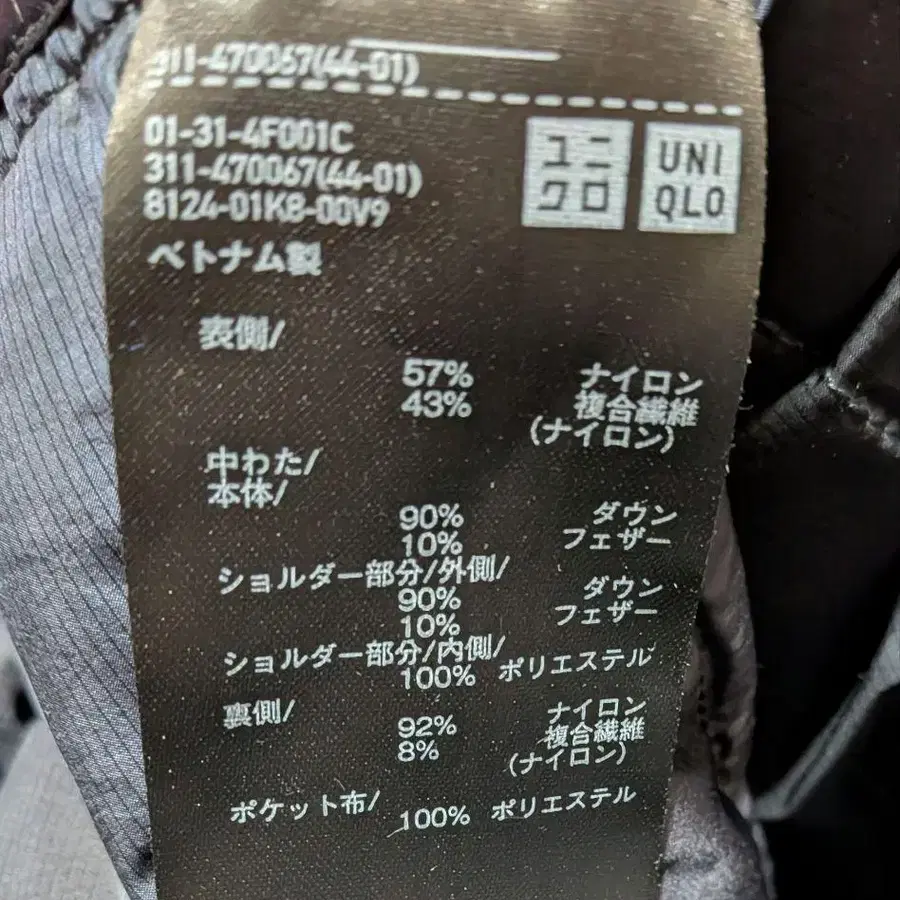 311-470067(44-01)
01-31-4F001C
311-470067(44-01)
8124-01K8-00V9
ユニ
クロ
UNI
QLO
ベトナム製
表側/
57% ナイロン
43% 複合繊維
(ナイロン)
中わた/
本体/
90% ダウン
10% フェザー
ショルダー部分/外側/
90% ダウン
10% フェザー
ショルダー部分/内側/
100% ポリエステル
裏側/
92% ナイロン
8% 複合繊維
(ナイロン)
ポケット布/
100% ポリエステル